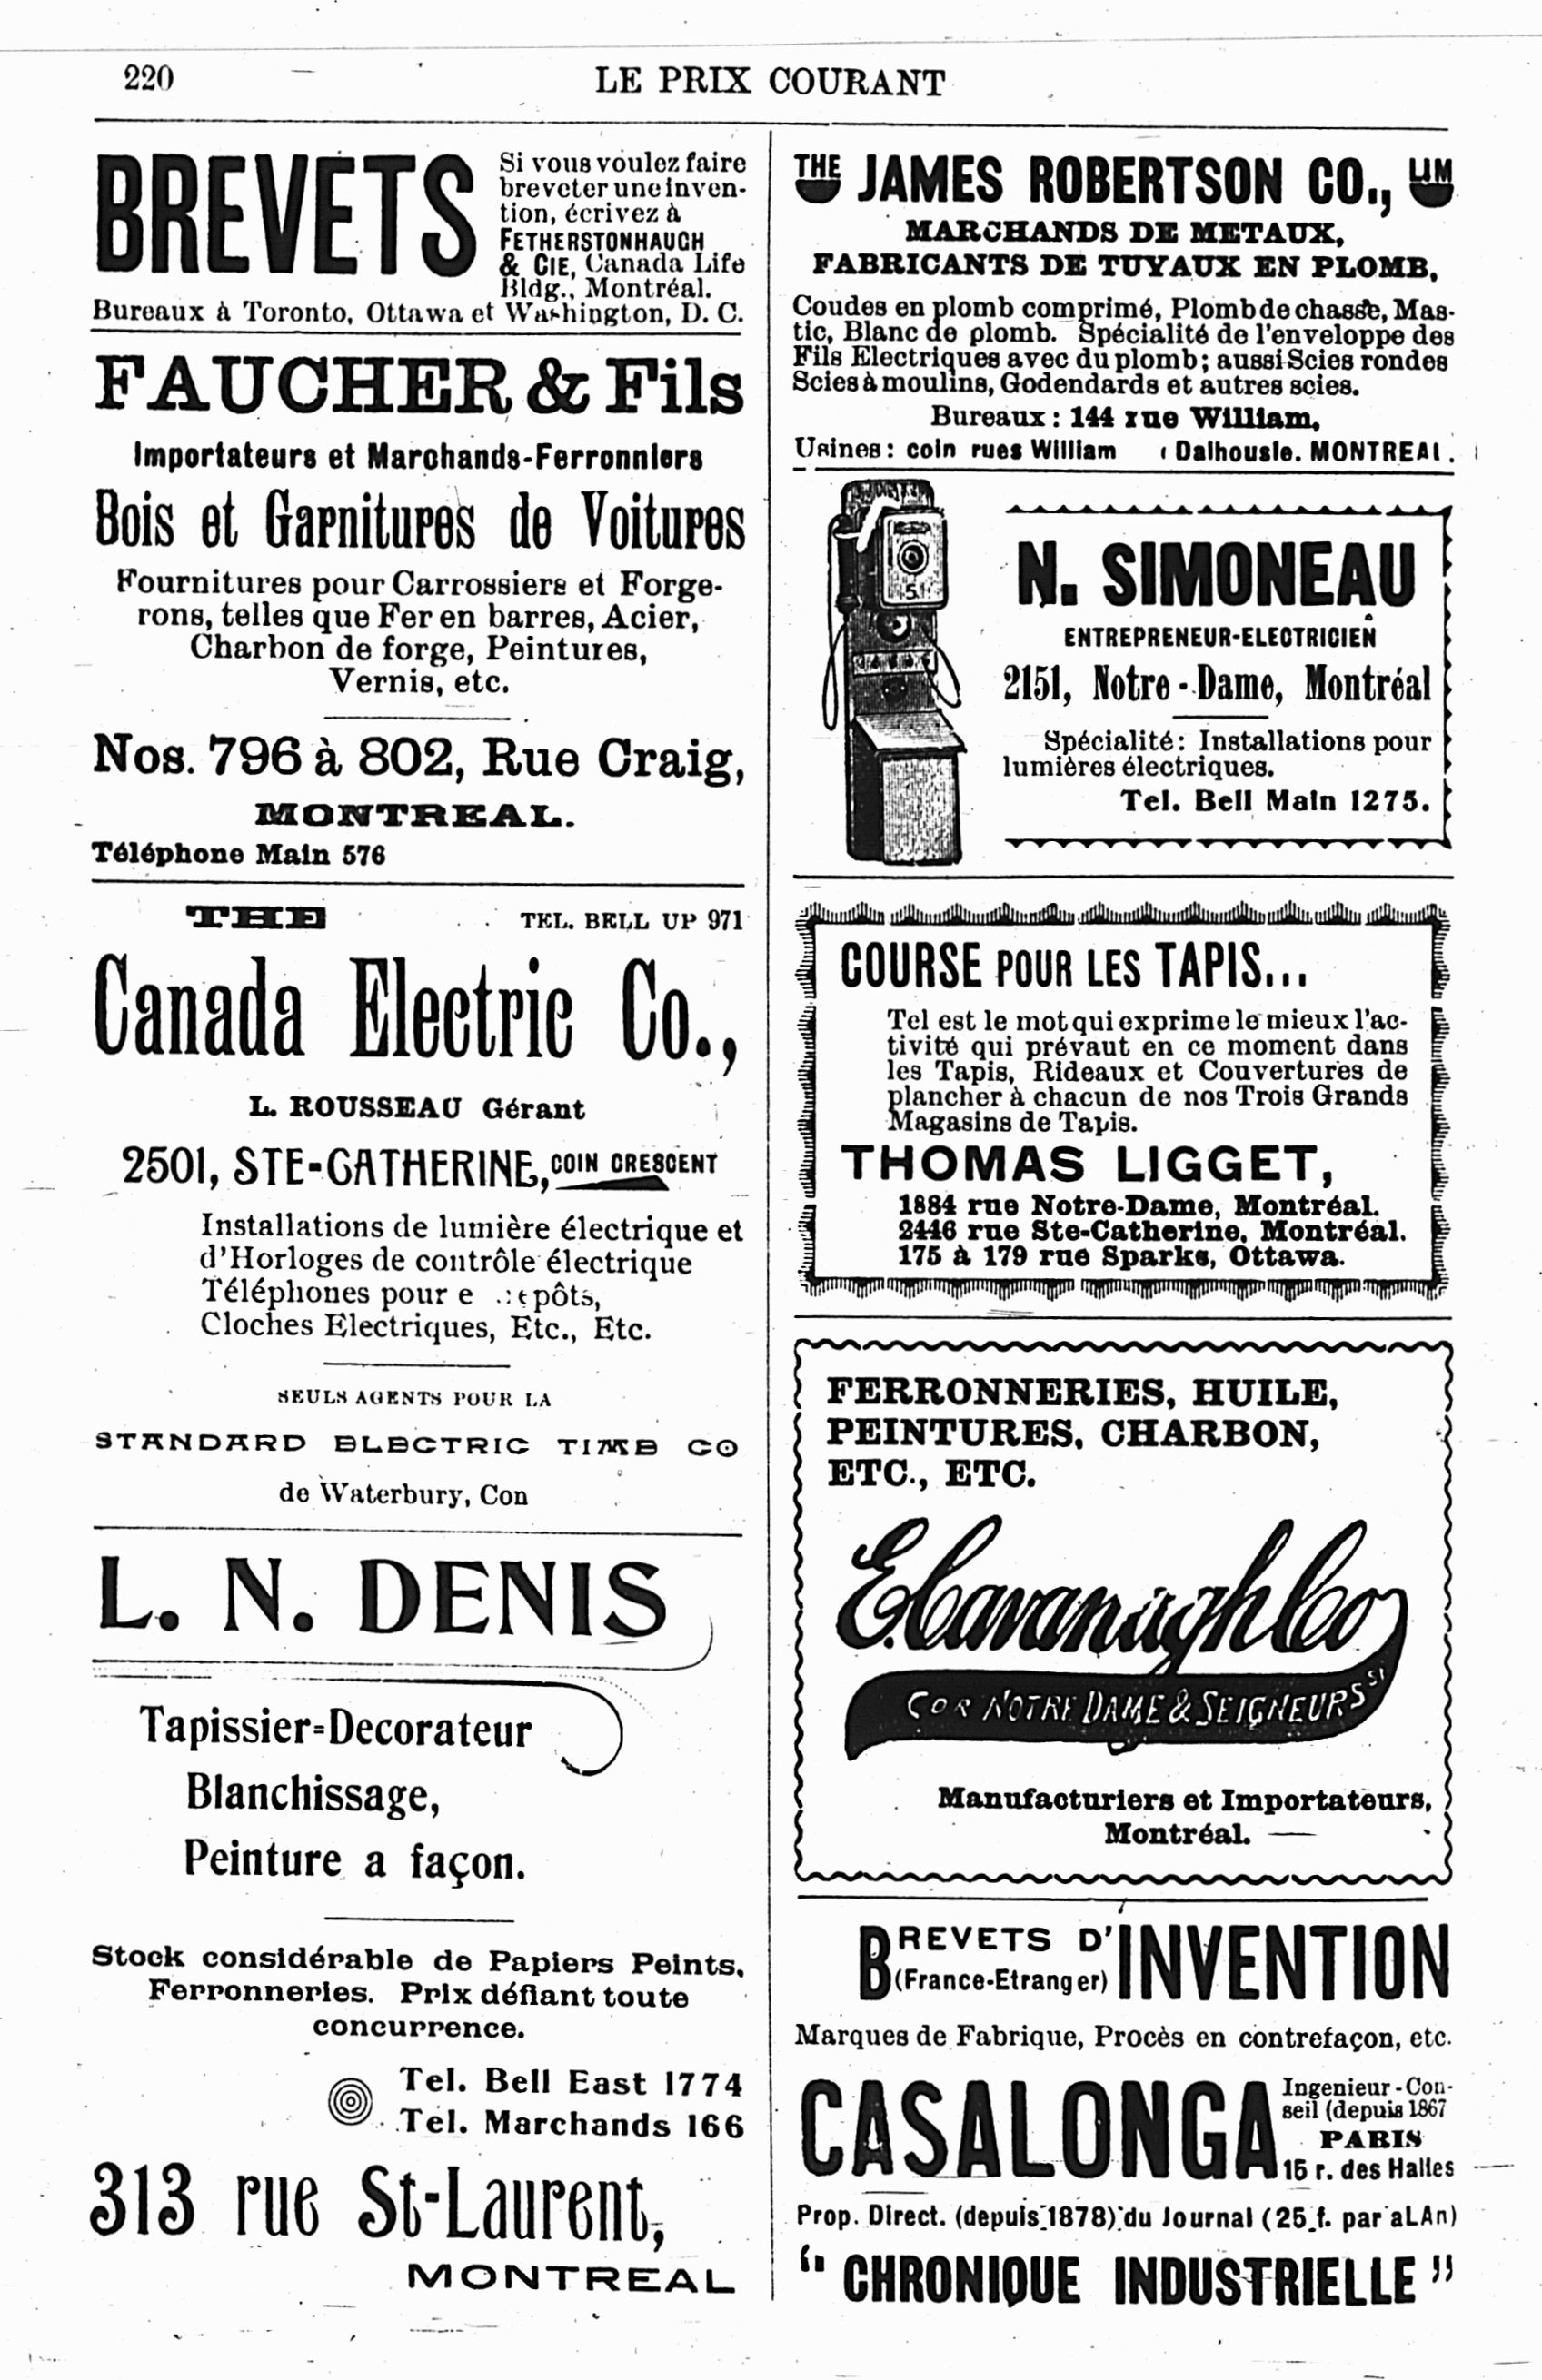 220
LE PRIX COURANT
BREVETS
Si vous voulez faire
breveter une inven-
tion, écrivez à
FETHERSTONHAUGH
& CIE, Canada Life
Bldg., Montréal.
Bureaux à Toronto, Ottawa et Washington, D. C.
FAUCHER & Fils
Importateurs et Marchands-Ferronniers
Bois et Garnitures de Voitures
Fournitures pour Carrossiers et Forge-
rons, telles que Fer en barres, Acier,
Charbon de forge, Peintures,
Vernis, etc.
Nos. 796 à 802, Rue Craig,
MONTREAL.
Téléphone Main 576
THE
TEL. BELL UP 971
Canada Electric Co.,
L. ROUSSEAU Gérant
2501, STE-CATHERINE, COIN CRESCENT
Installations de lumière électrique et
d'Horloges de contrôle électrique
Téléphones pour
Cloches Electriques, Etc., Etc.
SEULS AGENTS POUR LA
STANDARD ELECTRIC TIME CO
de Waterbury, Con
L. N. DENIS
Tapissier=Decorateur
Blanchissage,
Peinture a façon.
Stock considérable de Papiers Peints,
Ferronneries. Prix défiant toute
concurrence.
Tel. Bell East 1774
Tel. Marchands 166
313 rue St-Laurent,
MONTREAL
THE JAMES ROBERTSON CO., LIM
MARCHANDS DE METAUX,
FABRICANTS DE TUYAUX EN PLOMB,
Coudes en plomb comprimé, Plomb de chasse, Mas-
tic, Blanc de plomb. Spécialité de l'enveloppe des
Fils Electriques avec du plomb; aussi Scies rondes
Scies à moulins, Godendards et autres scies.
Bureaux: 144 rue William,
Usines: coin rues William Dalhousie. MONTREAL.
51
N. SIMONEAU
ENTREPRENEUR-ELECTRICIEN
2151, Notre-Dame, Montréal
Spécialité: Installations pour
lumières électriques.
Tel. Bell Main 1275.
COURSE POUR LES TAPIS...
Tel est le mot qui exprime le mieux l'ac-
tivité qui prévaut en ce moment dans
les Tapis, Rideaux et Couvertures de
plancher à chacun de nos Trois Grands
Magasins de Tapis.
THOMAS LIGGET,
1884 rue Notre-Dame, Montréal.
2446 rue Ste-Catherine, Montréal.
175 à 179 rue Sparks, Ottawa.
FERRONNERIES, HUILE,
PEINTURES, CHARBON,
ETC., ETC.
E. Cavanagh Co
COR NOTRE DAME & SEIGNEURS ST
Manufacturiers et Importateurs,
Montréal.
BREVETS D'INVENTION
(France-Etranger)
Marques de Fabrique, Procès en contrefaçon, etc.
CASALONGA
Ingenieur-Con-
seil (depuis 1867
PARIS
15 r. des Halles
Prop. Direct. (depuis 1878) du Journal (25 f. par aLAn)
" CHRONIQUE INDUSTRIELLE "